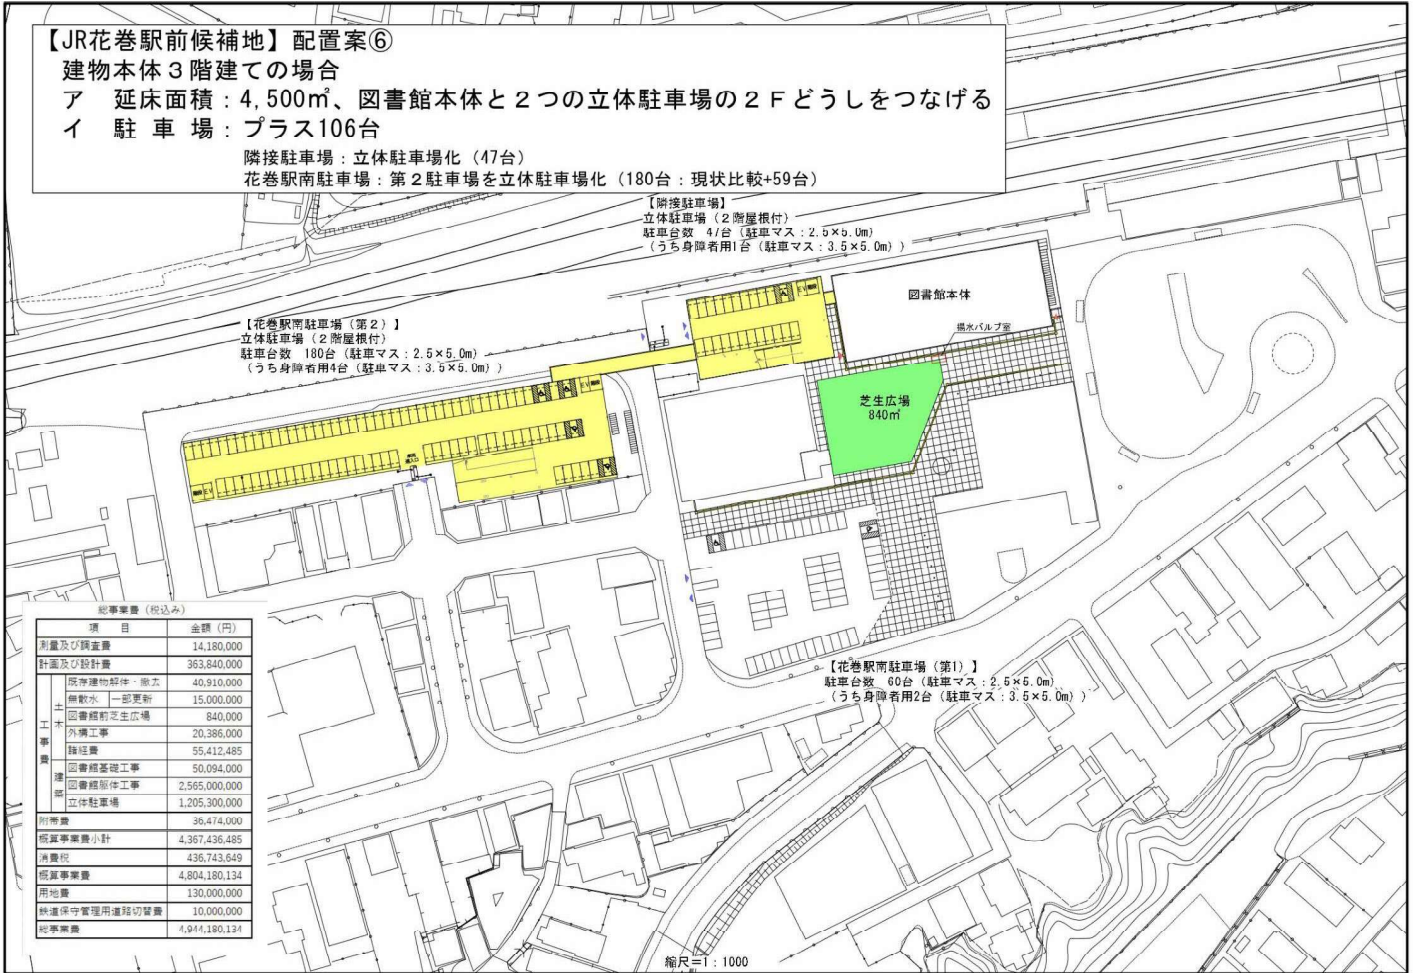 【JR花巻駅前候補地】配置案⑥
建物本体3階建ての場合
ア 延床面積:4,500㎡、図書館本体と2つの立体駐車場の2Fどうしをつなげる
イ 駐車場:プラス106台
隣接駐車場:立体駐車場化(47台)
花巻駅南駐車場:第2駐車場を立体駐車場化(180台:現状比較+59台)
【隣接駐車場】
立体駐車場(2階屋根付)
駐車台数 47台(駐車マス:2.5×5.0m)
(うち身障者用1台(駐車マス:3.5×5.0m))
図書館本体
揚水バルブ室
【花巻駅南駐車場(第2)】
立体駐車場(2階屋根付)
駐車台数 180台(駐車マス:2.5×5.0m)
(うち身障者用4台(駐車マス:3.5×5.0m))
芝生広場
840㎡
【花巻駅南駐車場(第1)】
駐車台数 60台(駐車マス:2.5×5.0m)
(うち身障者用2台(駐車マス:3.5×5.0m))
総事業費(税込み)
項目 金額(円)
測量及び調査費 14,180,000
計画及び設計費 363,840,000
工事費 土木 既存建物解体・撤去 40,910,000
無散水 一部更新 15,000,000
図書館前芝生広場 840,000
外構工事 20,386,000
諸経費 55,412,485
建築 図書館基礎工事 50,094,000
図書館躯体工事 2,565,000,000
立体駐車場 1,205,300,000
附帯費 36,474,000
概算事業費小計 4,367,436,485
消費税 436,743,649
概算事業費 4,804,180,134
用地費 130,000,000
鉄道保守管理用道路切替費 10,000,000
総事業費 4,944,180,134
縮尺=1:1000